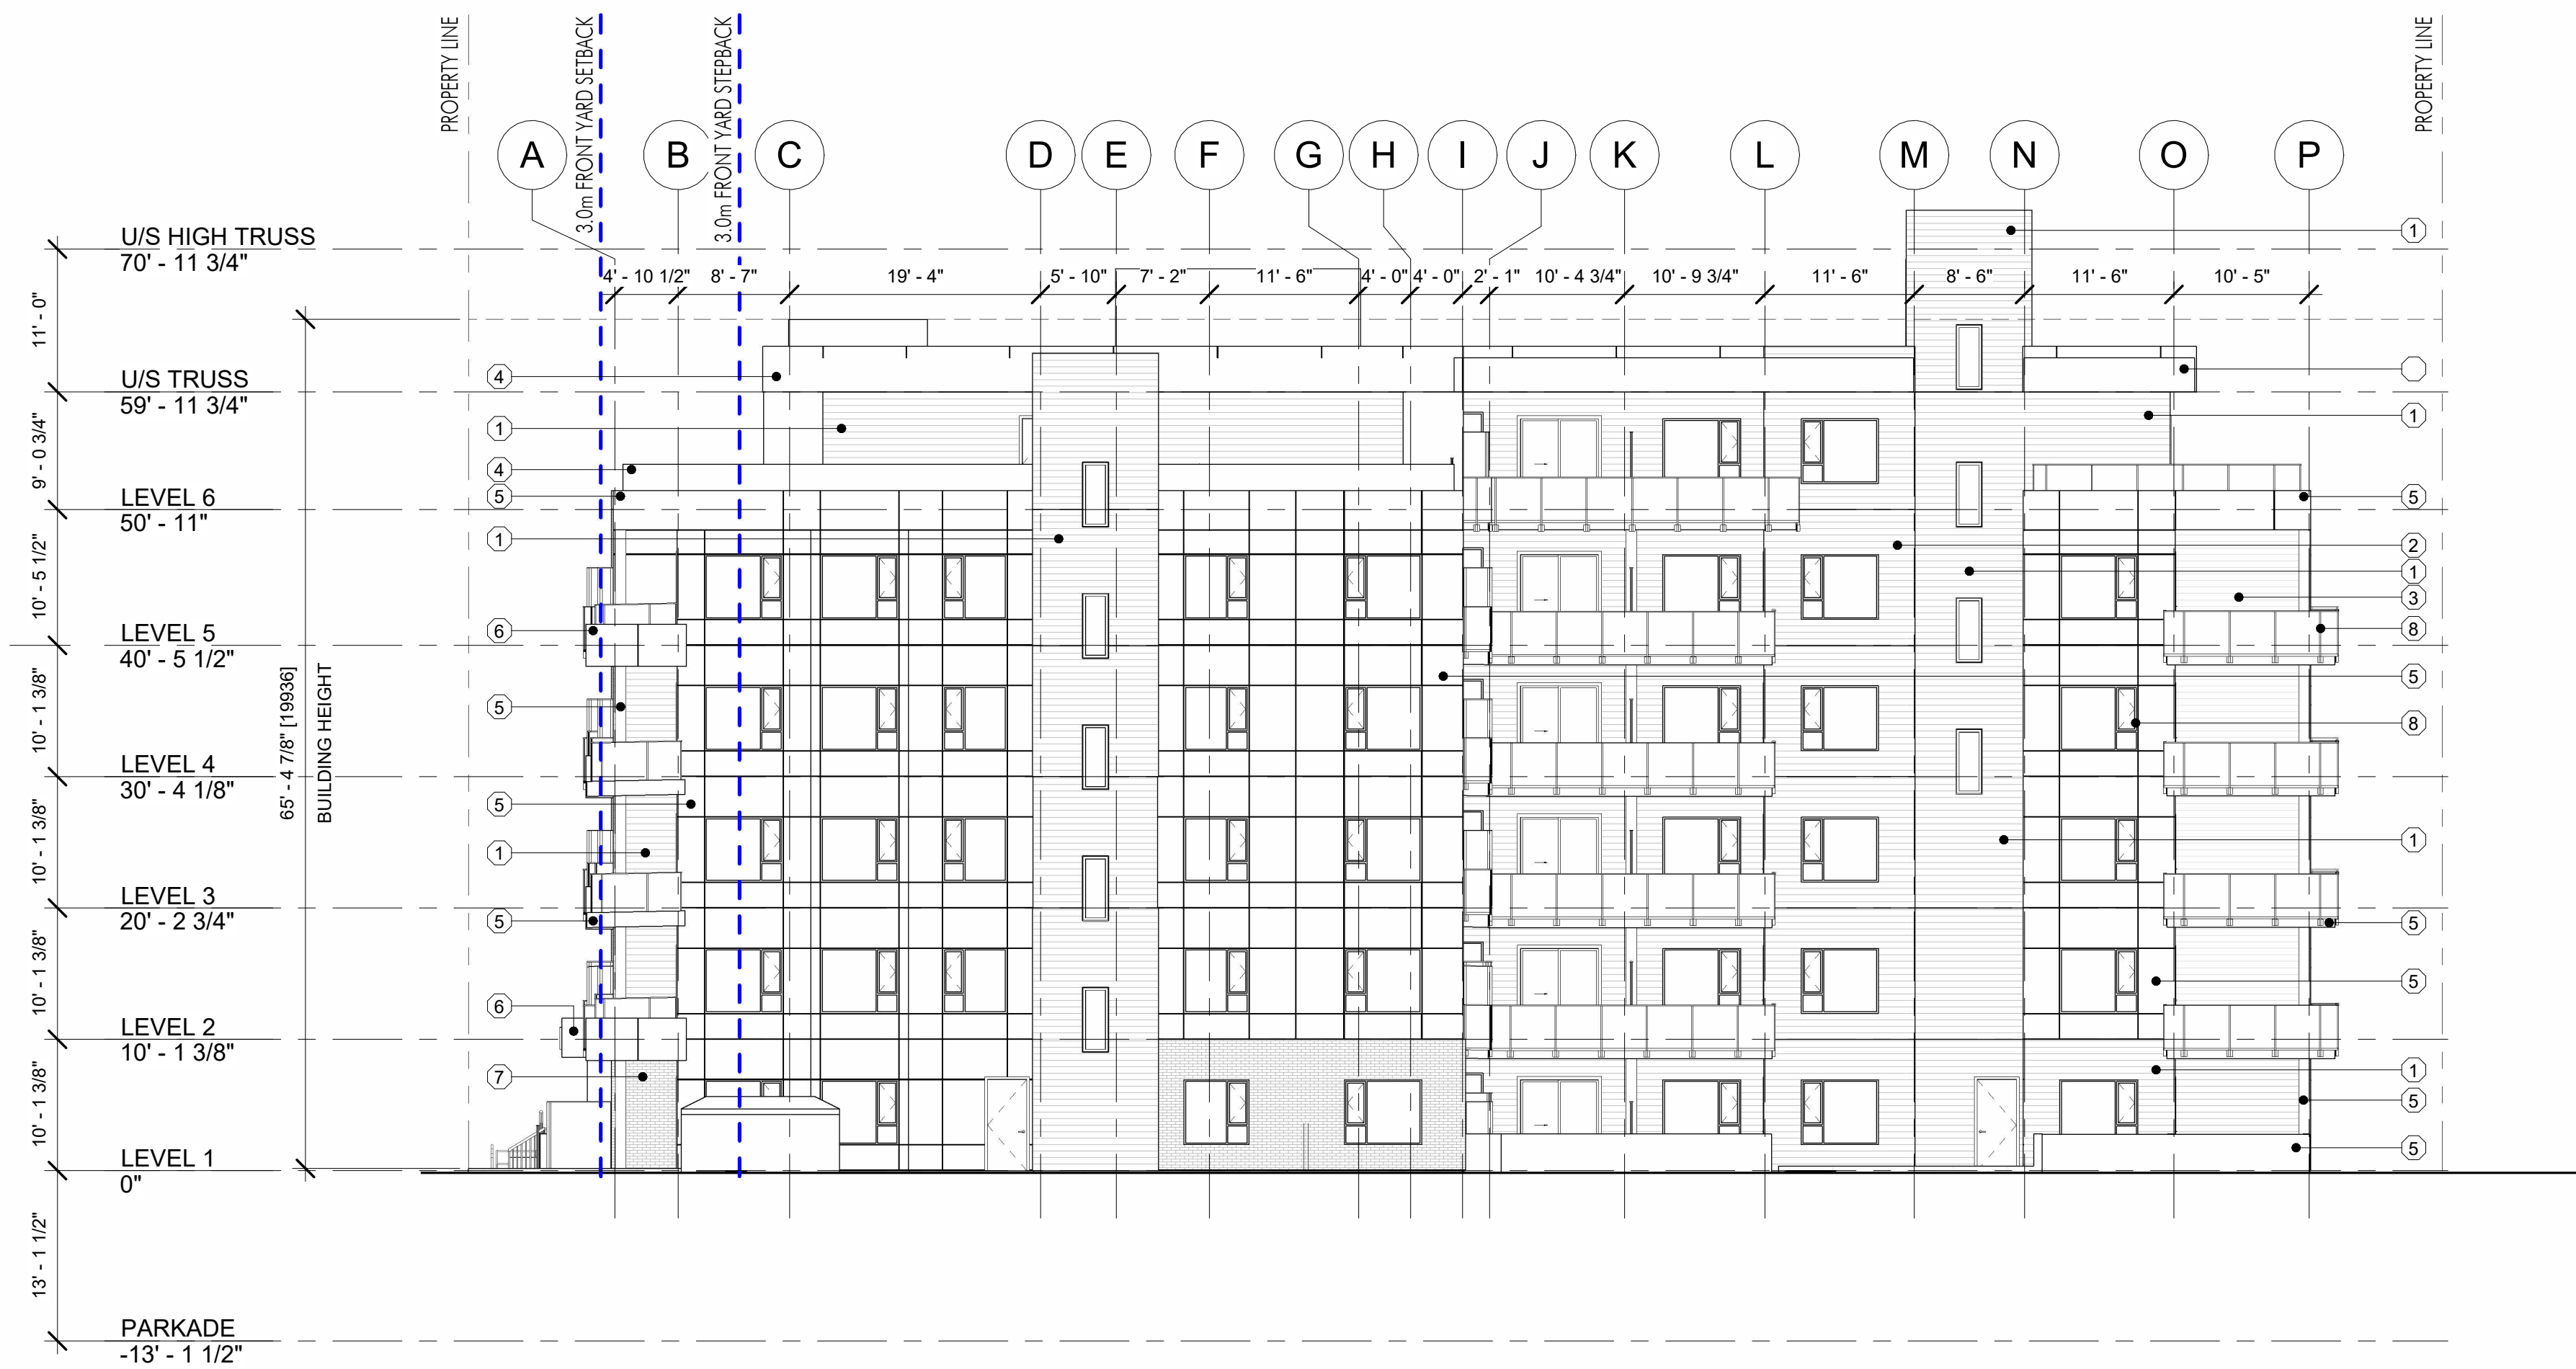 PROPERTY LINE
3.0m FRONT YARD SETBACK
3.0m FRONT YARD STEPBACK
PROPERTY LINE
A B C D E F G H I J K L M N O P
U/S HIGH TRUSS
70' - 11 3/4"
4' - 10 1/2" 8' - 7" 19' - 4" 5' - 10" 7' - 2" 11' - 6" 4' - 0" 4' - 0" 2' - 1" 10' - 4 3/4" 10' - 9 3/4" 11' - 6" 8' - 6" 11' - 6" 10' - 5"
11' - 0"
U/S TRUSS
59' - 11 3/4"
9' - 0 3/4"
LEVEL 6
50' - 11"
10' - 5 1/2"
LEVEL 5
40' - 5 1/2"
10' - 1 3/8"
LEVEL 4
30' - 4 1/8"
10' - 1 3/8"
LEVEL 3
20' - 2 3/4"
10' - 1 3/8"
LEVEL 2
10' - 1 3/8"
10' - 1 3/8"
LEVEL 1
0"
13' - 1 1/2"
PARKADE
-13' - 1 1/2"
65' - 4 7/8" [19936]
BUILDING HEIGHT
4
1
4
5
1
6
5
5
1
5
6
7
1
1
5
2
1
3
8
5
8
1
5
5
1
5
5